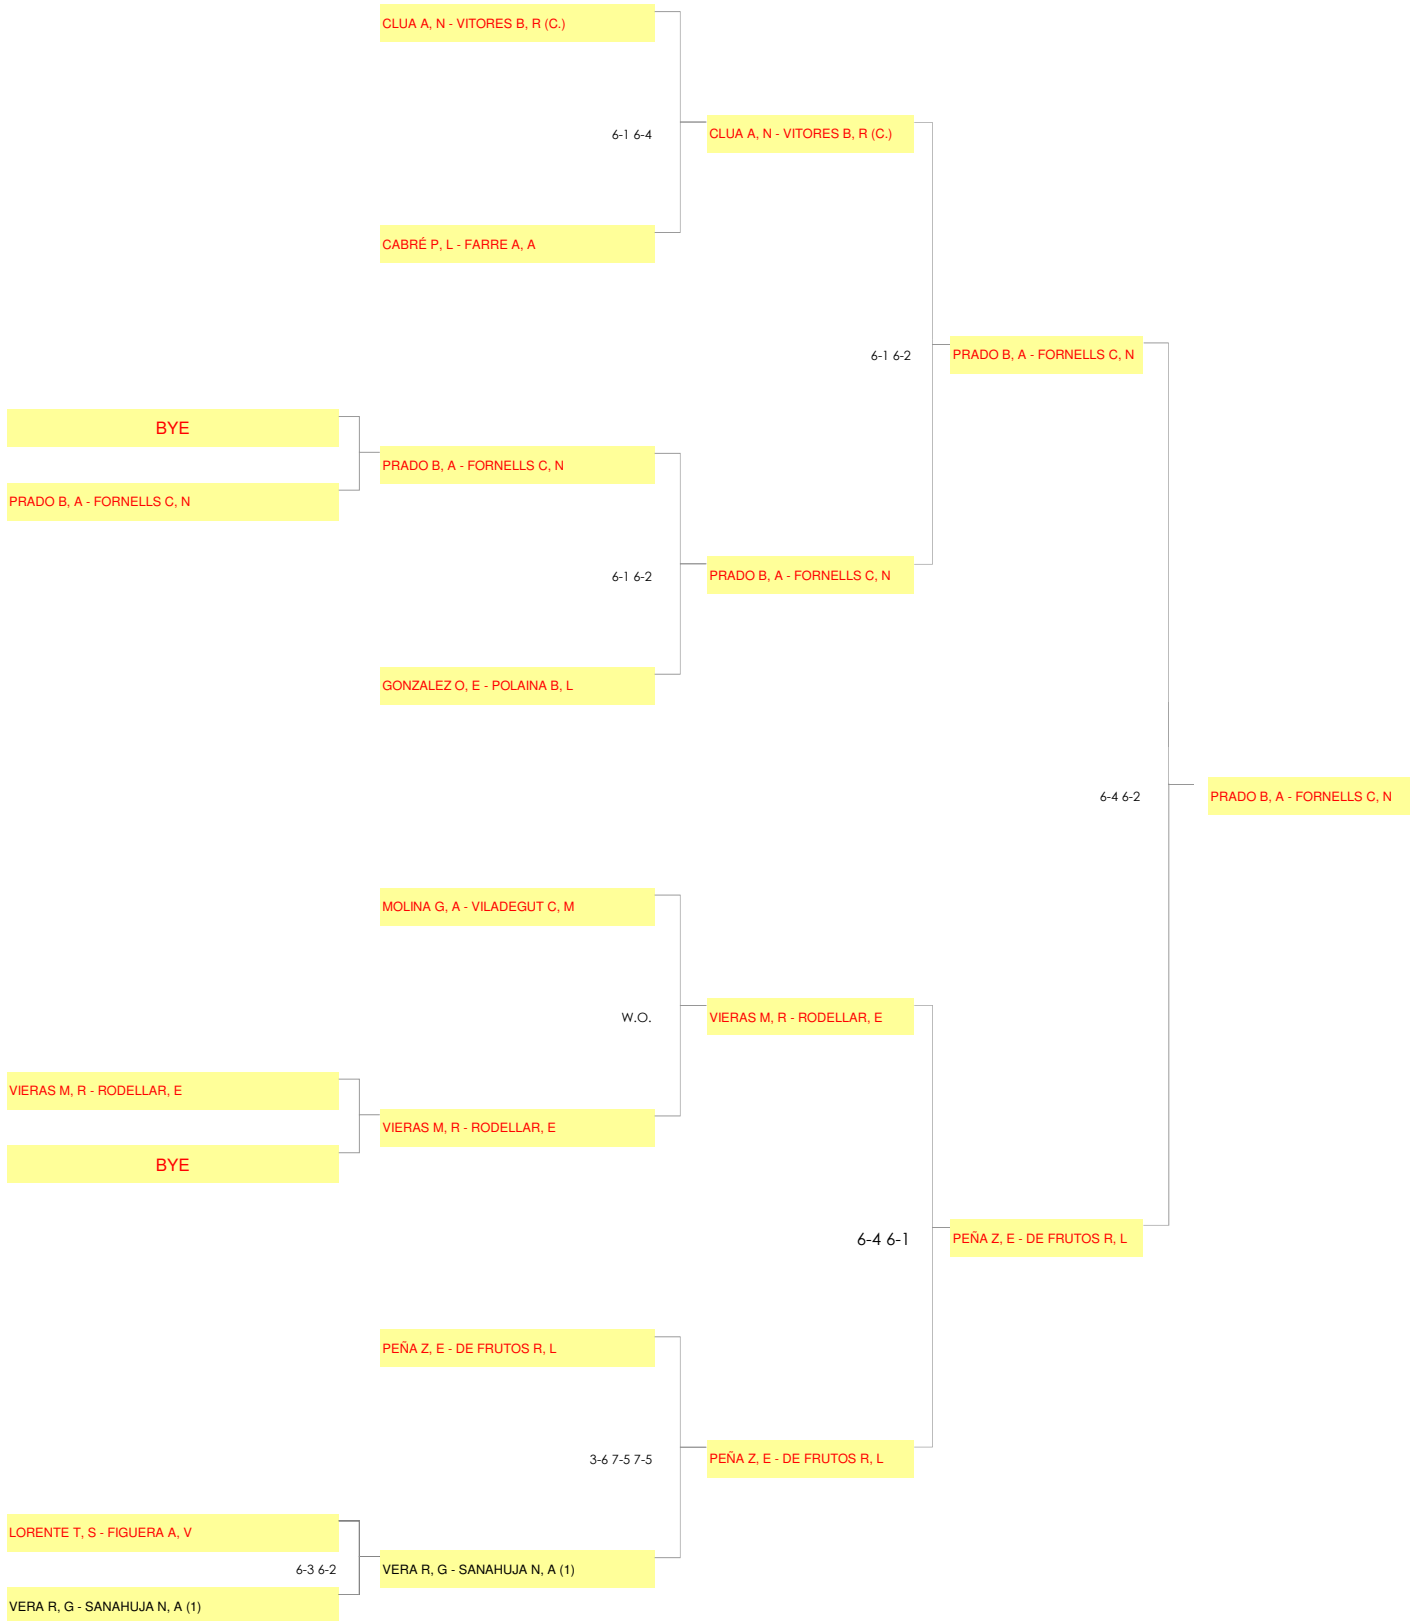 CLUA A, N - VITORES B, R (C.)
6-1 6-4
CLUA A, N - VITORES B, R (C.)
CABRÉ P, L - FARRE A, A
6-1 6-2
PRADO B, A - FORNELLS C, N
BYE
PRADO B, A - FORNELLS C, N
PRADO B, A - FORNELLS C, N
6-1 6-2
PRADO B, A - FORNELLS C, N
GONZALEZ O, E - POLAINA B, L
6-4 6-2
PRADO B, A - FORNELLS C, N
MOLINA G, A - VILADEGUT C, M
W.O.
VIERAS M, R - RODELLAR, E
VIERAS M, R - RODELLAR, E
VIERAS M, R - RODELLAR, E
BYE
6-4 6-1
PEÑA Z, E - DE FRUTOS R, L
PEÑA Z, E - DE FRUTOS R, L
3-6 7-5 7-5
PEÑA Z, E - DE FRUTOS R, L
LORENTE T, S - FIGUERA A, V
6-3 6-2
VERA R, G - SANAHUJA N, A (1)
VERA R, G - SANAHUJA N, A (1)